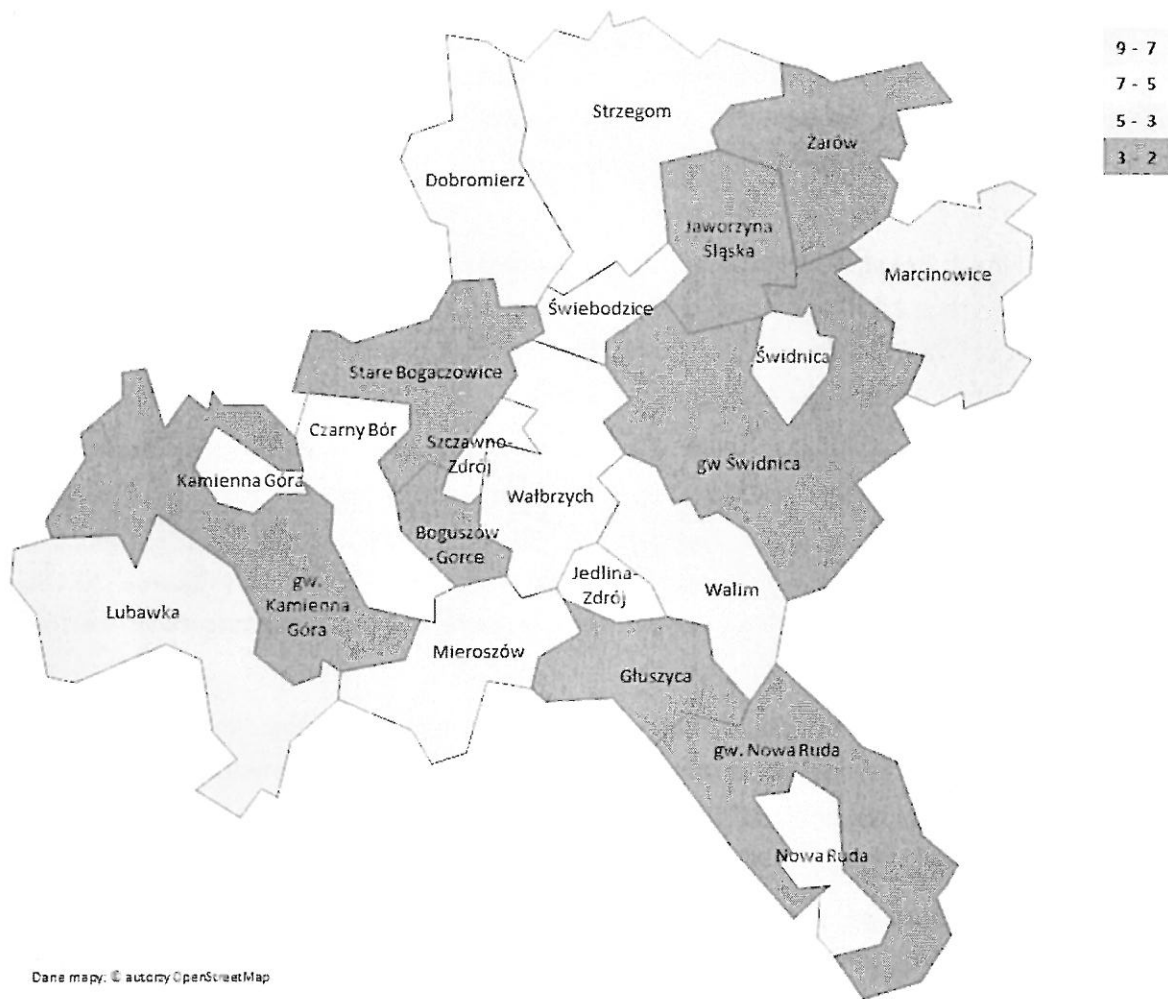 9 - 7
7 - 5
5 - 3
3 - 2
Strzegom
Żarów
Dobromierz
Jaworzyna
Śląska
Marcinowice
Świebodzice
Świdnica
Stare Bogaczowice
Czarny Bór
Szczawno-
Zdrój
gw Świdnica
Kamienna Góra
Wałbrzych
Boguszów
-Gorce
Jedlina-
Zdrój
Walim
gw.
Kamienna
Góra
Lubawka
Mieroszów
Głuszyca
gw. Nowa Ruda
Nowa Ruda
Dane mapy: © autorzy OpenStreetMap